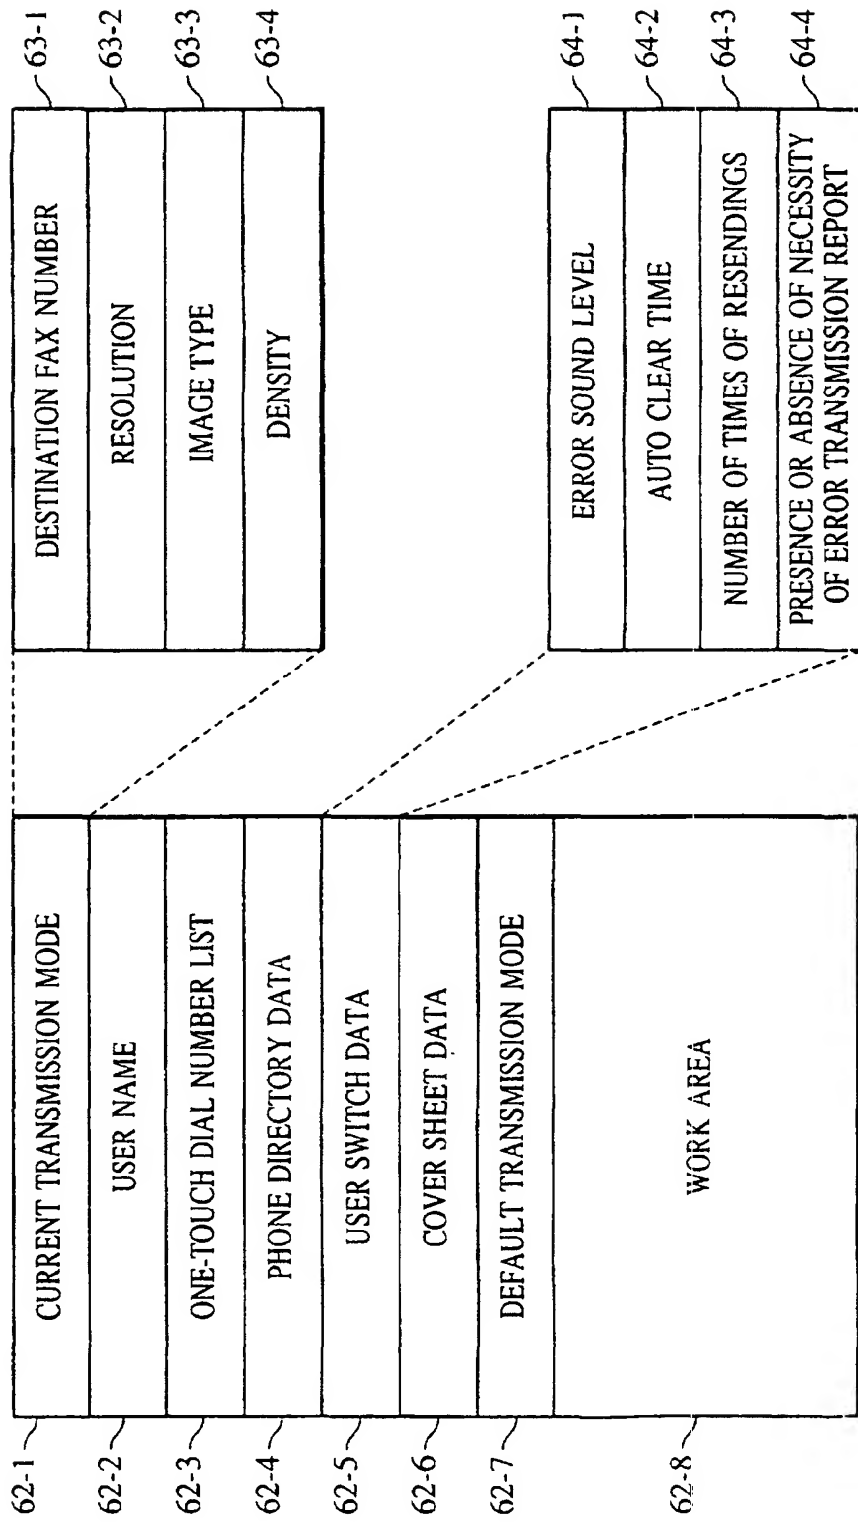 62-1
CURRENT TRANSMISSION MODE
62-2
USER NAME
62-3
ONE-TOUCH DIAL NUMBER LIST
62-4
PHONE DIRECTORY DATA
62-5
USER SWITCH DATA
62-6
COVER SHEET DATA
62-7
DEFAULT TRANSMISSION MODE
62-8
WORK AREA
DESTINATION FAX NUMBER
63-1
RESOLUTION
63-2
IMAGE TYPE
63-3
DENSITY
63-4
ERROR SOUND LEVEL
64-1
AUTO CLEAR TIME
64-2
NUMBER OF TIMES OF RESENDINGS
64-3
PRESENCE OR ABSENCE OF NECESSITY
OF ERROR TRANSMISSION REPORT
64-4